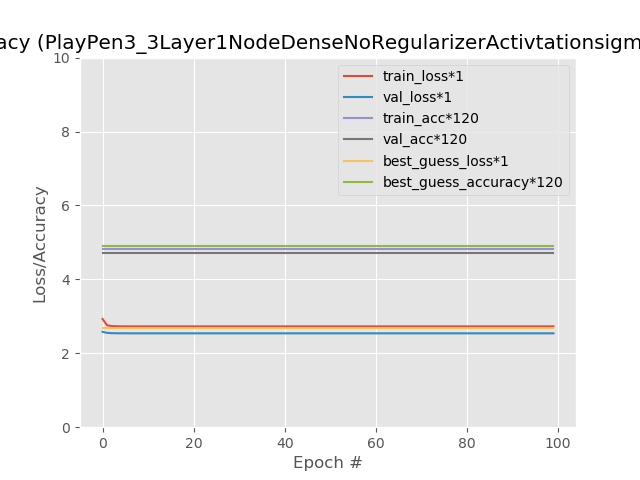 acy (PlayPen3_3Layer1NodeDenseNoRegularizerActivtationsigm
10
8
6
4
2
0
Loss/Accuracy
train_loss*1
val_loss*1
train_acc*120
val_acc*120
best_guess_loss*1
best_guess_accuracy*120
0 20 40 60 80 100
Epoch #